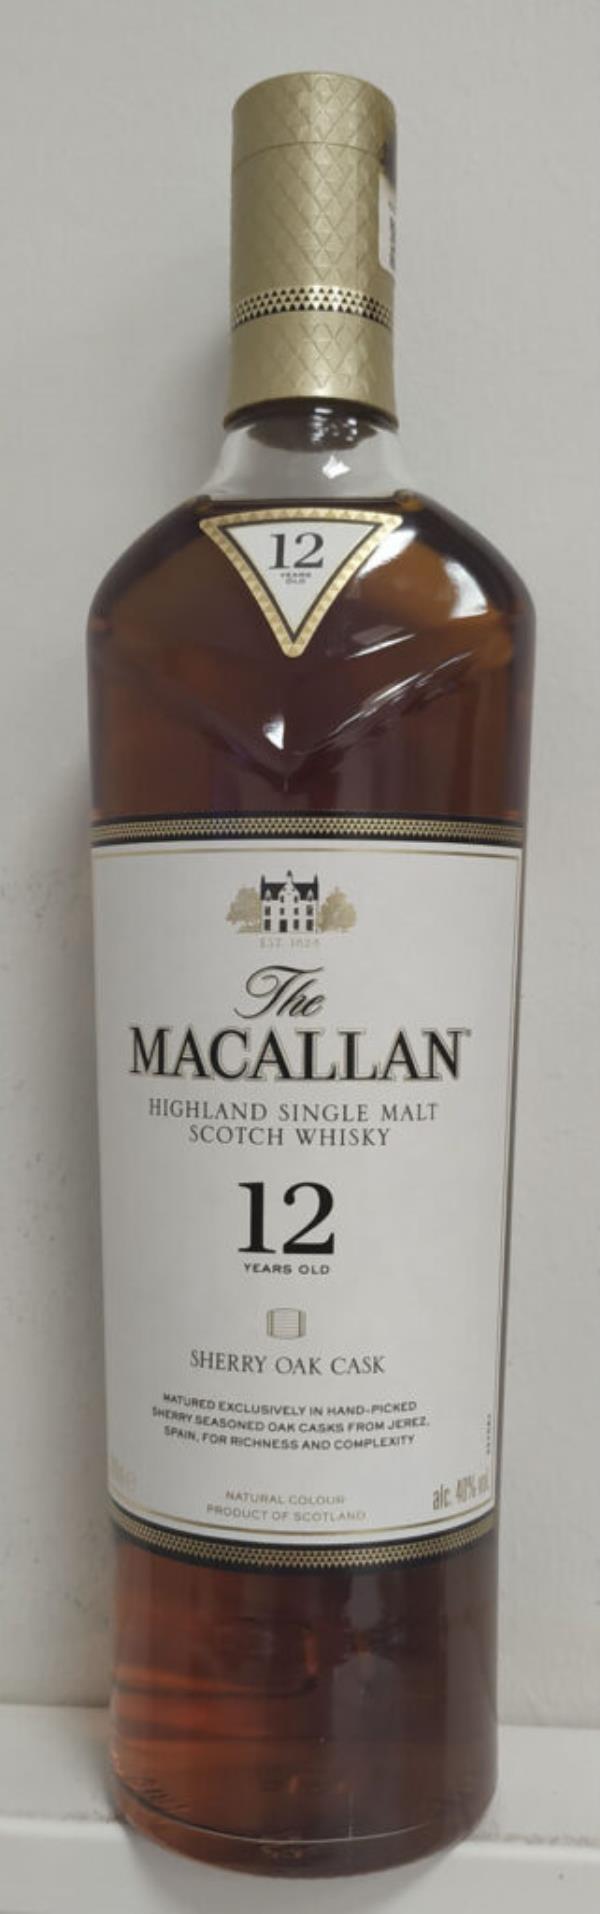 12
YEARS
OLD
EST. 1824
The
MACALLAN
HIGHLAND SINGLE MALT
SCOTCH WHISKY
12
YEARS OLD
SHERRY OAK CASK
MATURED EXCLUSIVELY IN HAND-PICKED
SHERRY SEASONED OAK CASKS FROM JEREZ,
SPAIN, FOR RICHNESS AND COMPLEXITY
NATURAL COLOUR
PRODUCT OF SCOTLAND
alc. 40% vol.